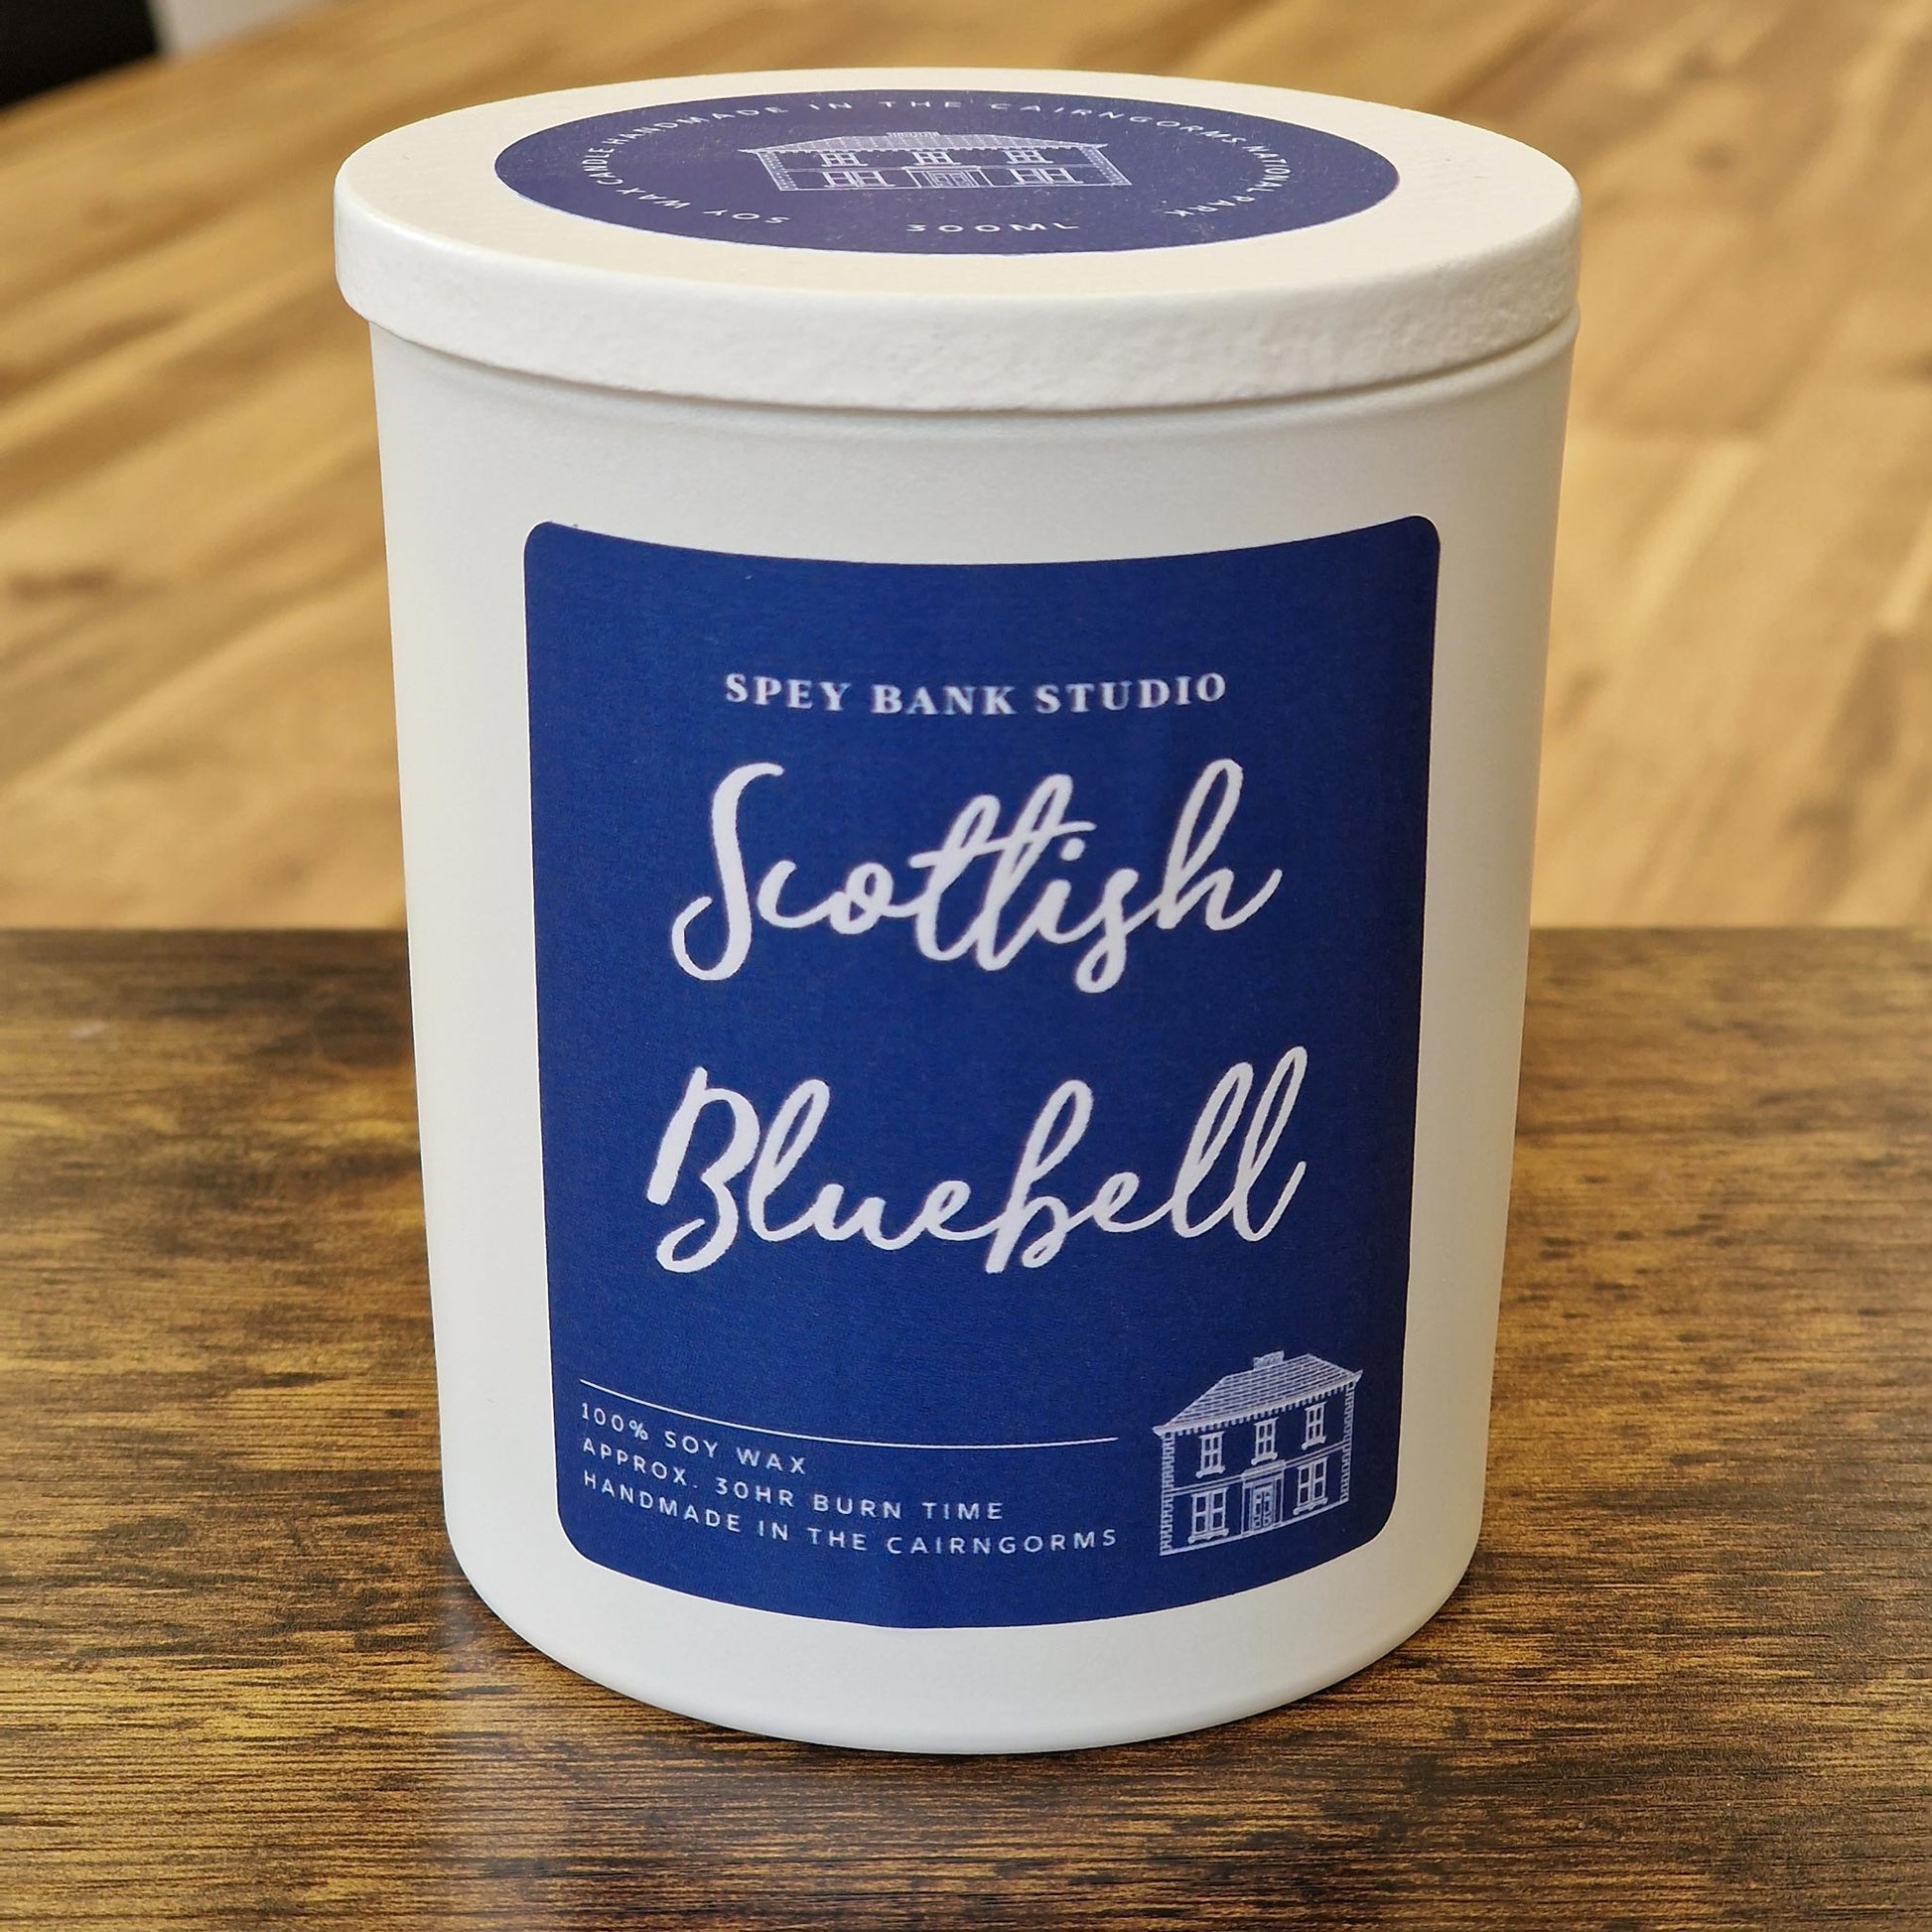 SOY WAX CANDLE HANDMADE IN THE CAIRNGORMS NATIONAL PARK
300ML
SPEY BANK STUDIO
Scottish
Bluebell
100% SOY WAX
APPROX. 30HR BURN TIME
HANDMADE IN THE CAIRNGORMS